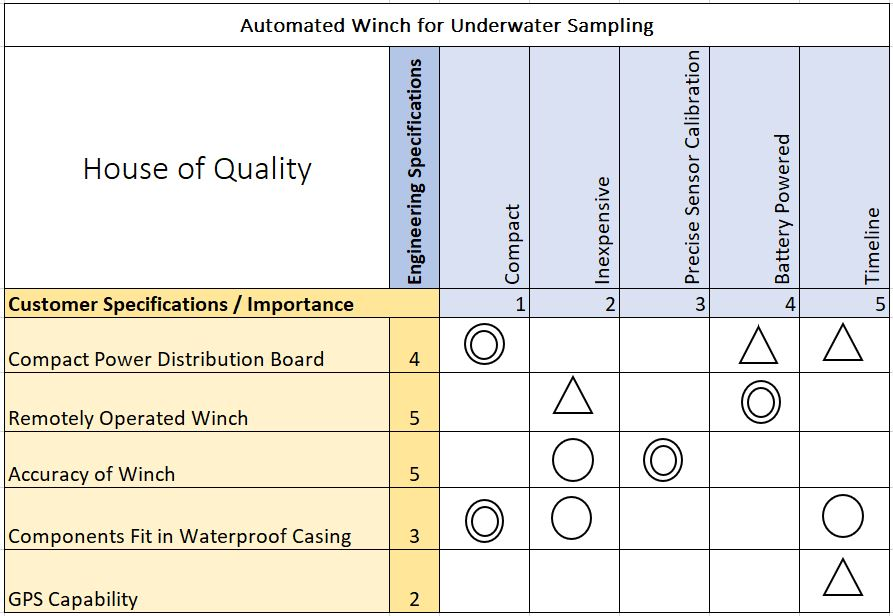 Automated Winch for Underwater Sampling
House of Quality
Engineering Specifications
Compact
Inexpensive
Precise Sensor Calibration
Battery Powered
Timeline
Customer Specifications / Importance 1 2 3 4 5
Compact Power Distribution Board 4
Remotely Operated Winch 5
Accuracy of Winch 5
Components Fit in Waterproof Casing 3
GPS Capability 2